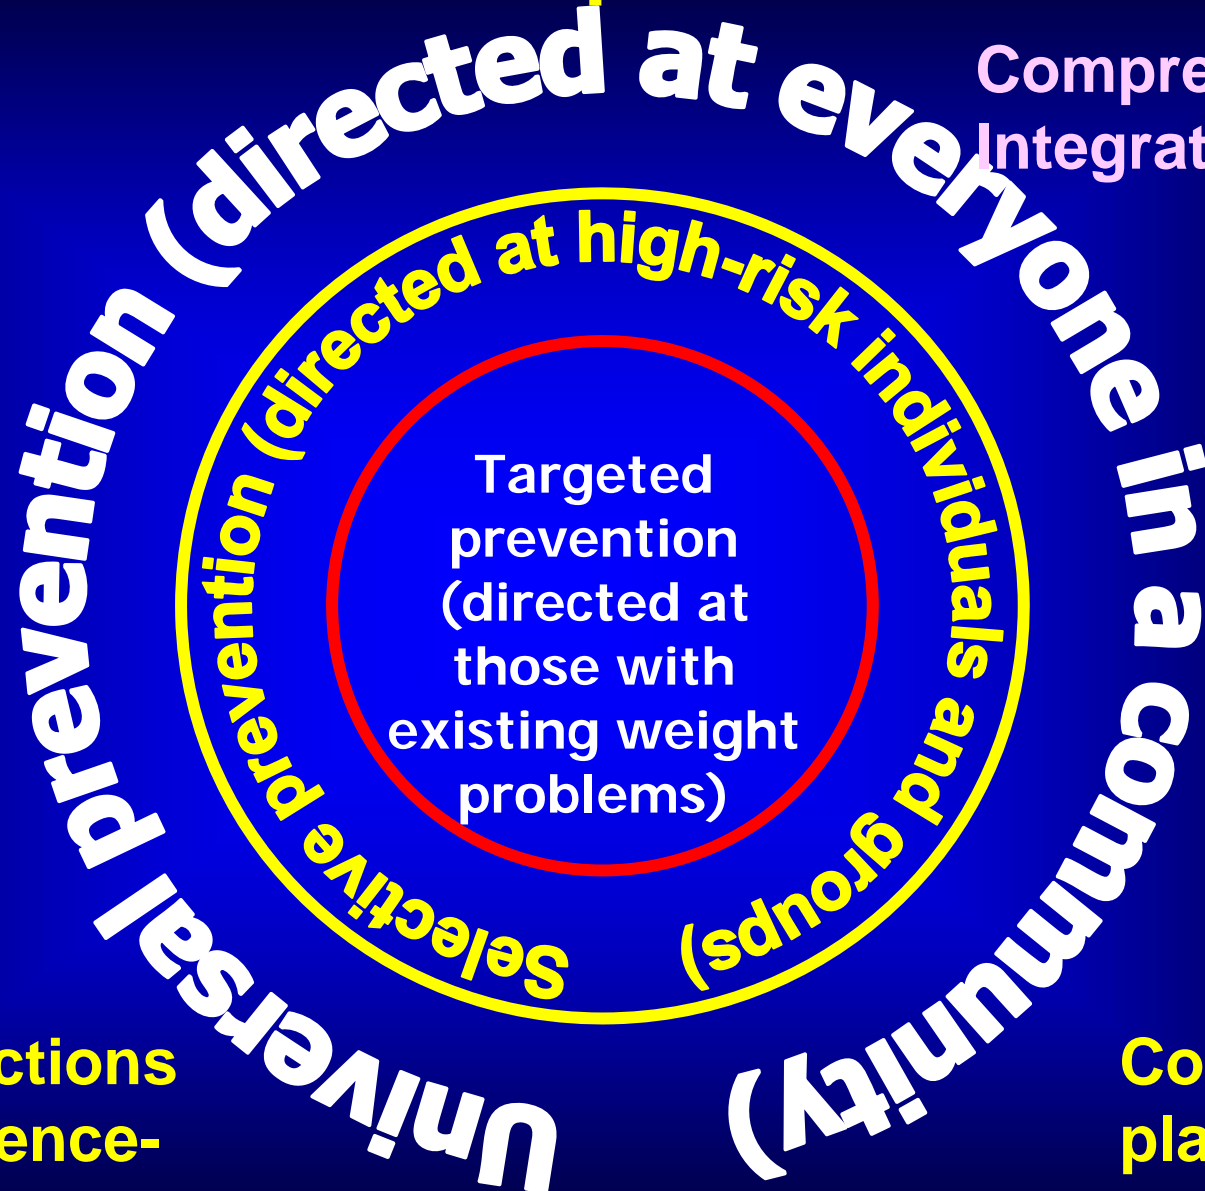 Compre
Integrat
Universal prevention (directed at everyone in a community)
Selective prevention (directed at high-risk individuals and groups)
Targeted
prevention
(directed at
those with
existing weight
problems)
ctions
ence-
Co
pla